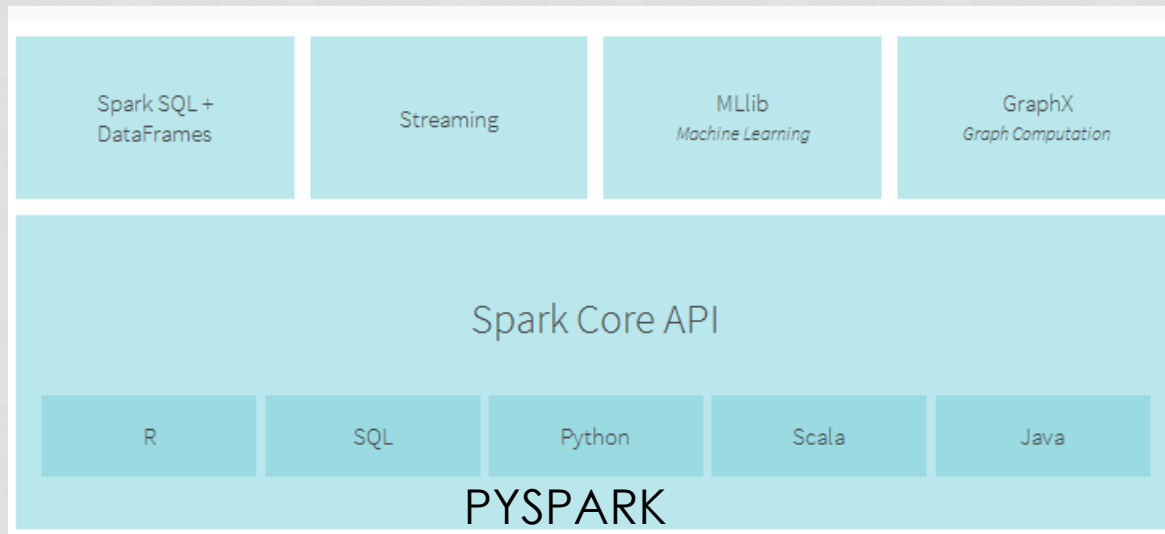 Spark SQL +
DataFrames
Streaming
MLlib
Machine Learning
GraphX
Graph Computation
Spark Core API
R
SQL
Python
Scala
Java
PYSPARK